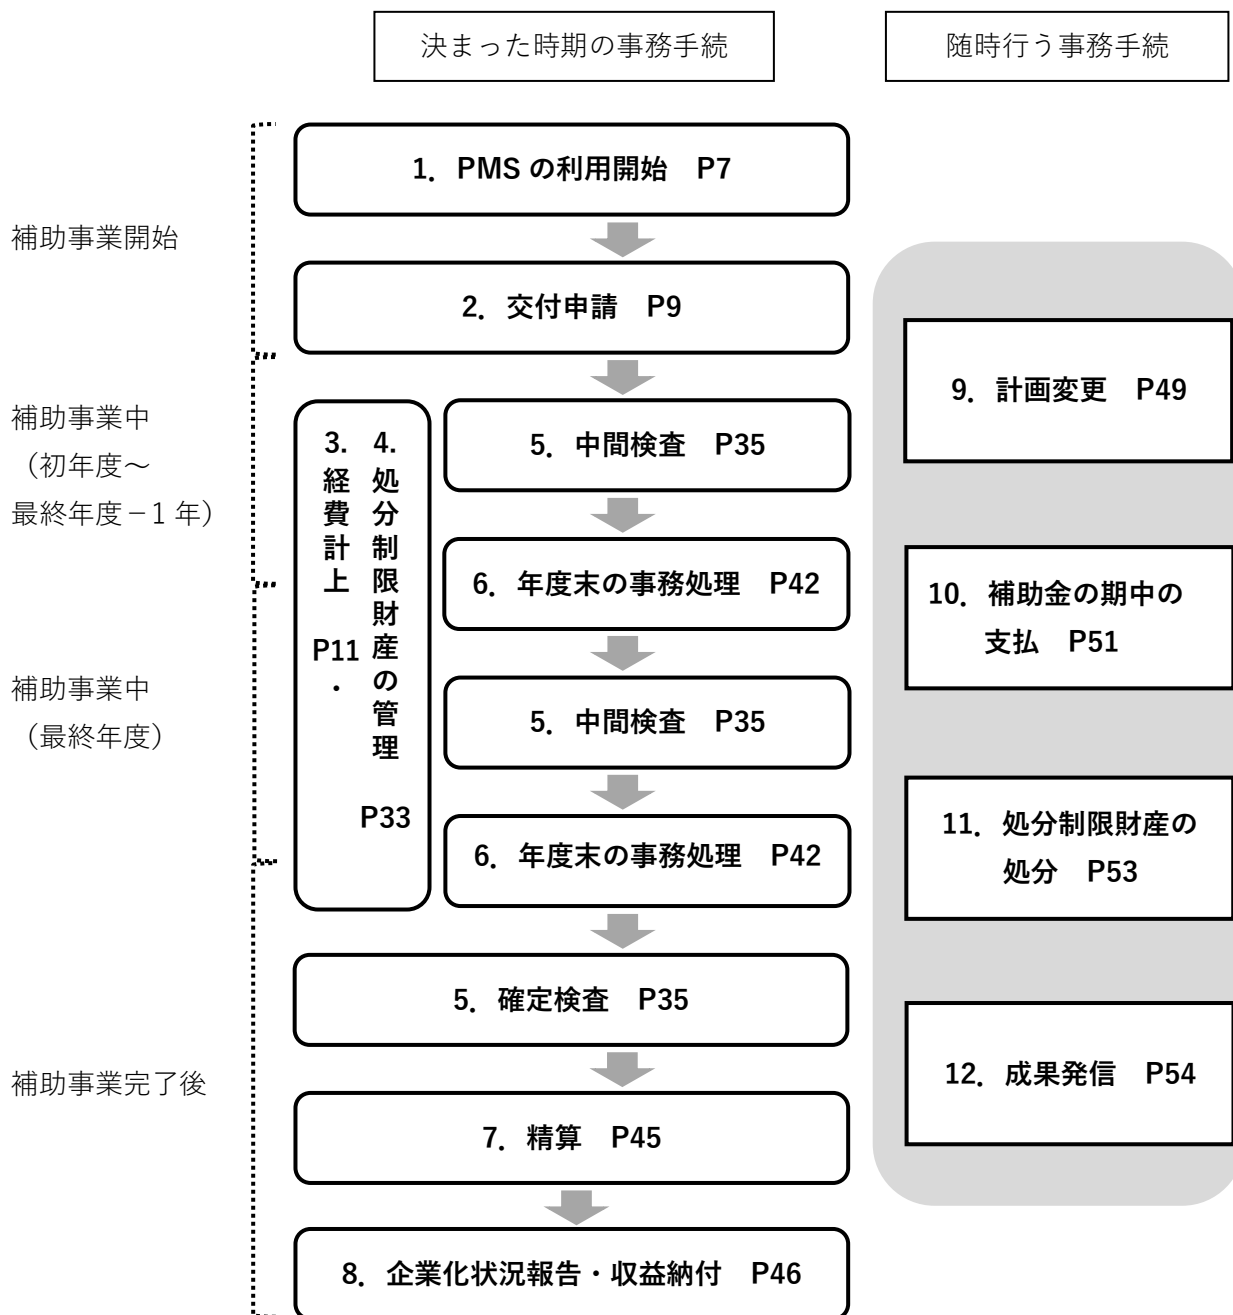 決まった時期の事務手続
随時行う事務手続
補助事業開始
1． PMS の利用開始　P7
2． 交付申請　P9
補助事業中
（初年度～
最終年度－1 年）
3. 経費計上　P11 ・
4. 処分制限財産の管理　P33
5． 中間検査　P35
6． 年度末の事務処理　P42
補助事業中
（最終年度）
5． 中間検査　P35
6． 年度末の事務処理　P42
補助事業完了後
5． 確定検査　P35
7． 精算　P45
8． 企業化状況報告・収益納付　P46
9． 計画変更　P49
10． 補助金の期中の
支払　P51
11． 処分制限財産の
処分　P53
12． 成果発信　P54